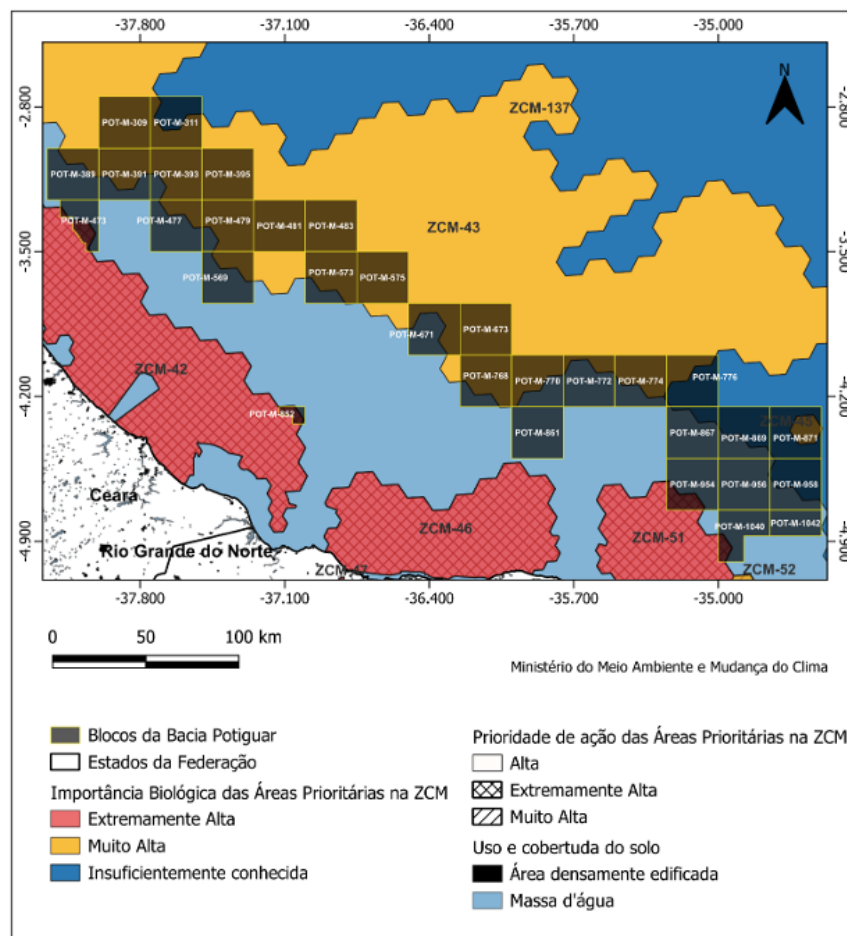 -37.800 -37.100 -36.400 -35.700 -35.000
N
-2.800 ZCM-137 -2.800
POT-M-309 POT-M-311
POT-M-389 POT-M-391 POT-M-393 POT-M-395
POT-M-473 POT-M-477 POT-M-479 POT-M-481 POT-M-483 ZCM-43
-3.500 -3.500
POT-M-569 POT-M-573 POT-M-575
POT-M-671 POT-M-673
ZCM-42 POT-M-768 POT-M-770 POT-M-772 POT-M-774 POT-M-776
-4.200 -4.200
POT-M-852 ZCM-45
POT-M-861 POT-M-867 POT-M-869 POT-M-871
POT-M-954 POT-M-956 POT-M-958
Ceará
ZCM-46 POT-M-1040 POT-M-1042
-4.900 ZCM-51 -4.900
Rio Grande do Norte
ZCM-47 ZCM-52
-37.800 -37.100 -36.400 -35.700 -35.000
0 50 100 km
Ministério do Meio Ambiente e Mudança do Clima
Blocos da Bacia Potiguar
Estados da Federação
Importância Biológica das Áreas Prioritárias na ZCM
Extremamente Alta
Muito Alta
Insuficientemente conhecida
Prioridade de ação das Áreas Prioritárias na ZCM
Alta
Extremamente Alta
Muito Alta
Uso e cobertuda do solo
Área densamente edificada
Massa d'água